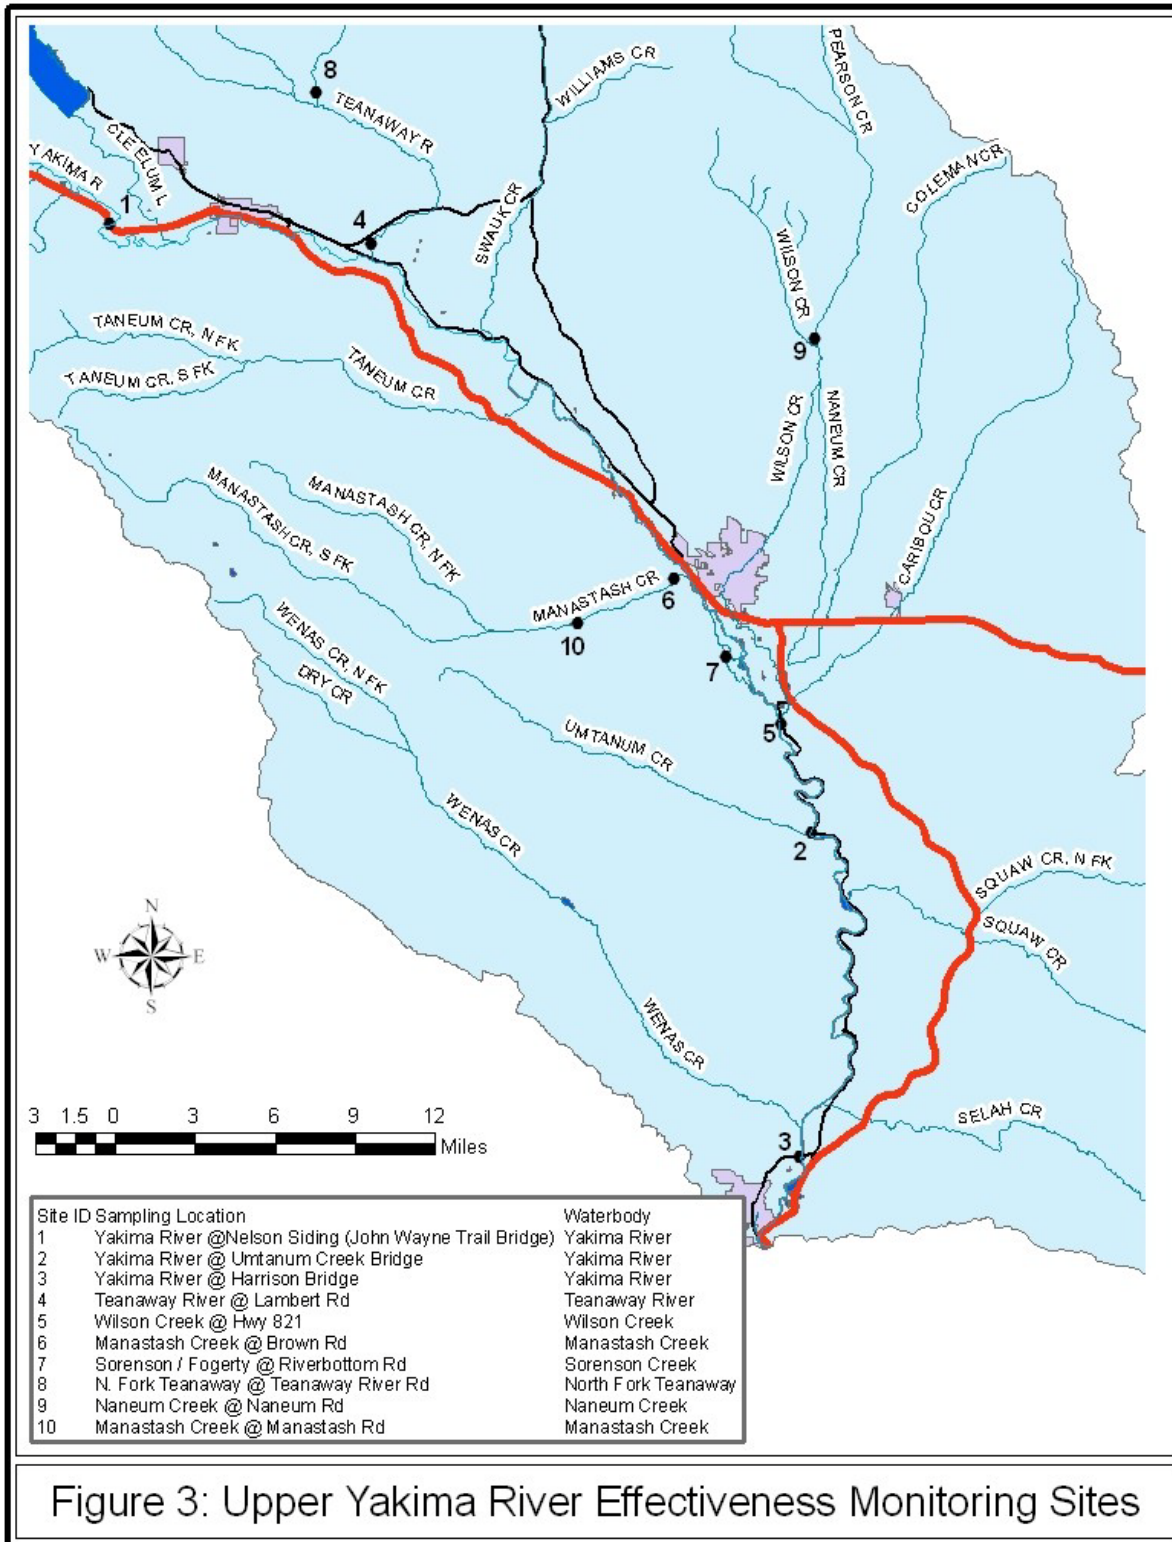 8
WILLIAMS CR
PEARSON CR
TEANAWAY R
CLE ELUM L
YAKIMA R
COLEMAN CR
1
4
SWAUK CR
WILSON CR
9
TANEUM CR, N FK
TANEUM CR, S FK
TANEUM CR
WILSON CR
NANEUM CR
MANASTASH CR, N FK
MANASTASH CR, S FK
CARIBOU CR
MANASTASH CR
6
10
WENAS CR, N FK
DRY CR
7
UMTANUM CR
5
WENAS CR
2
SQUAW CR, N FK
SQUAW CR
N
W E
S
WENAS CR
SELAH CR
3 1.5 0 3 6 9 12
Miles
3
Site ID Sampling Location Waterbody
1 Yakima River @Nelson Siding (John Wayne Trail Bridge) Yakima River
2 Yakima River @ Umtanum Creek Bridge Yakima River
3 Yakima River @ Harrison Bridge Yakima River
4 Teanaway River @ Lambert Rd Teanaway River
5 Wilson Creek @ Hwy 821 Wilson Creek
6 Manastash Creek @ Brown Rd Manastash Creek
7 Sorenson / Fogerty @ Riverbottom Rd Sorenson Creek
8 N. Fork Teanaway @ Teanaway River Rd North Fork Teanaway
9 Naneum Creek @ Naneum Rd Naneum Creek
10 Manastash Creek @ Manastash Rd Manastash Creek
Figure 3: Upper Yakima River Effectiveness Monitoring Sites